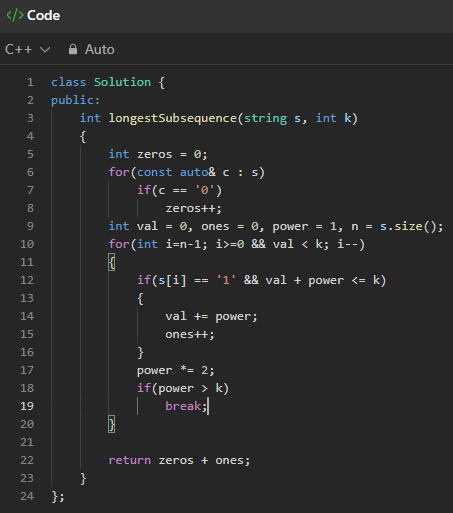 </> Code
C++ Auto
1 class Solution {
2 public:
3     int longestSubsequence(string s, int k)
4     {
5         int zeros = 0;
6         for(const auto& c : s)
7             if(c == '0')
8                 zeros++;
9         int val = 0, ones = 0, power = 1, n = s.size();
10         for(int i=n-1; i>=0 && val < k; i--)
11         {
12             if(s[i] == '1' && val + power <= k)
13             {
14                 val += power;
15                 ones++;
16             }
17             power *= 2;
18             if(power > k)
19                 break;
20         }
21
22         return zeros + ones;
23     }
24 };